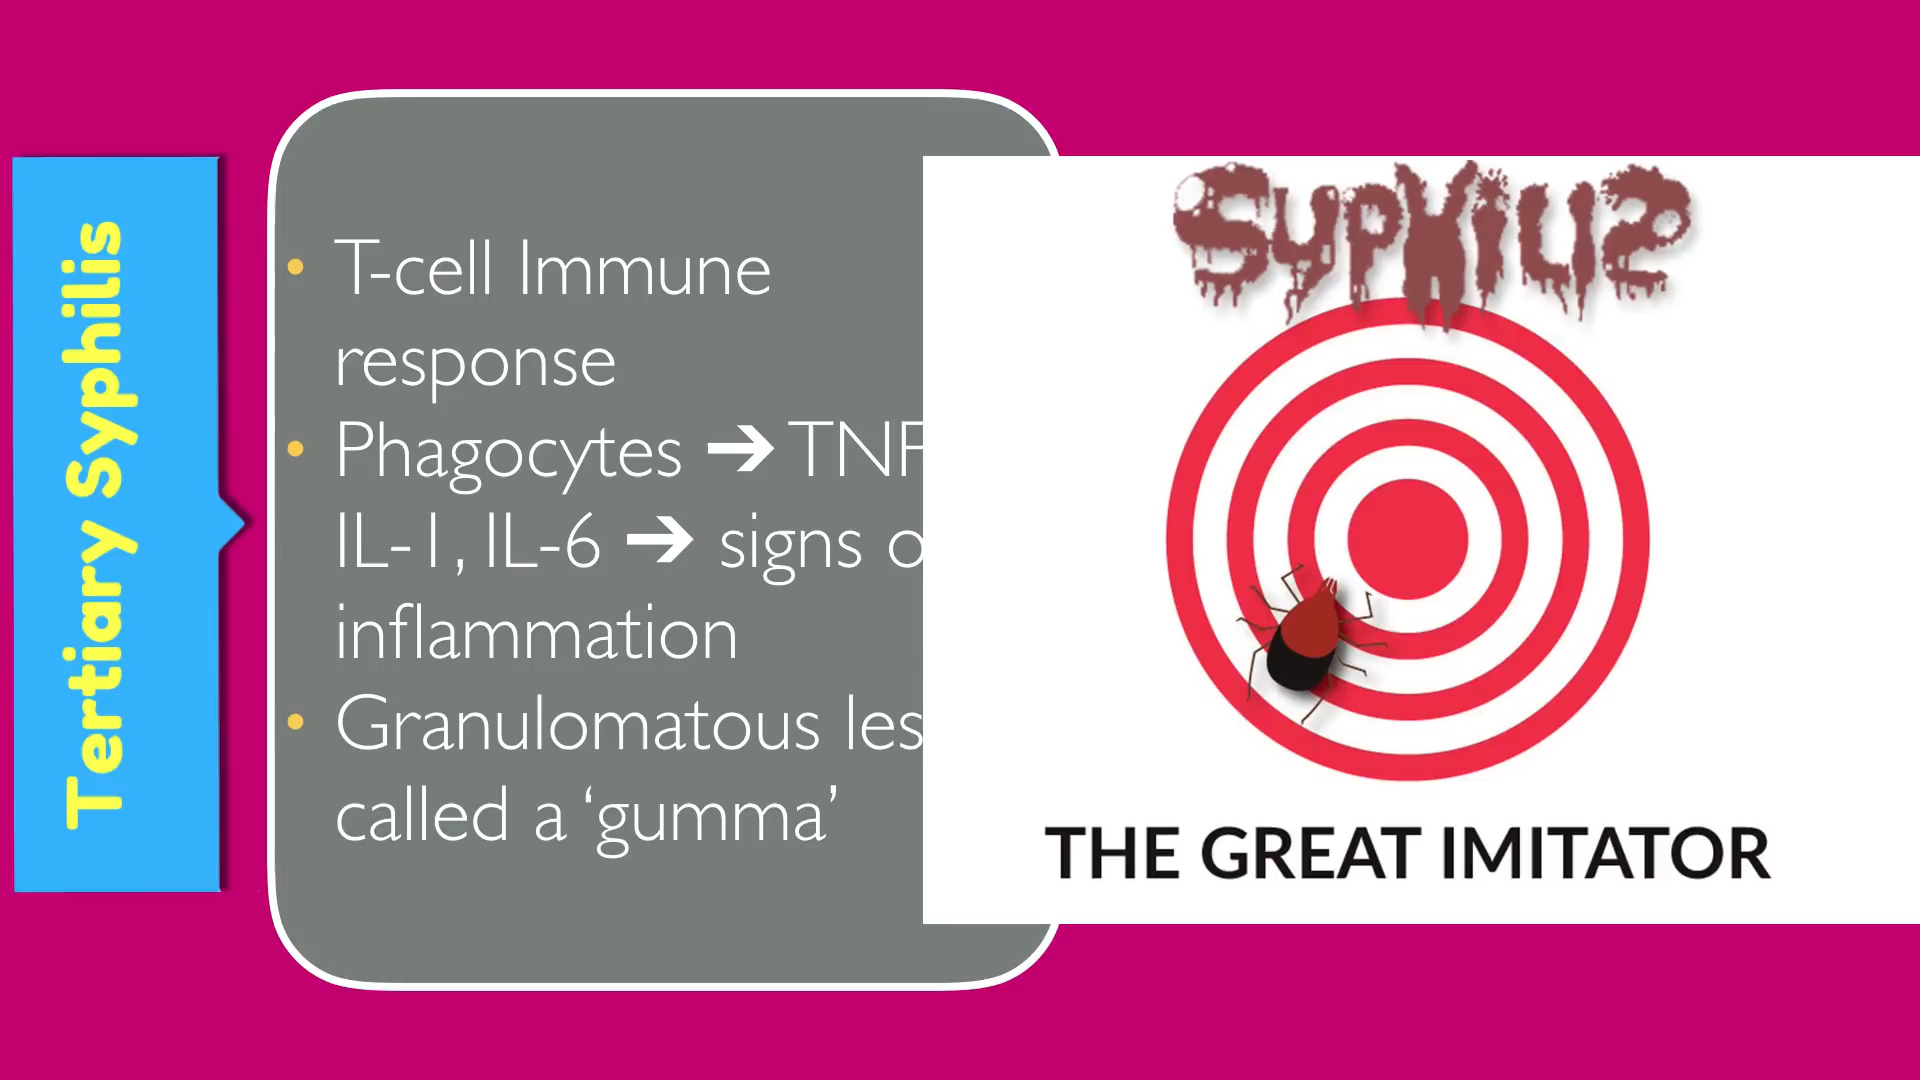 Tertiary Syphilis
• T-cell Immune
response
• Phagocytes ➔ TNF
IL-1, IL-6 ➔ signs
inflammation
• Granulomatous
called a ‘gumma’
SYPHILIS
THE GREAT IMITATOR